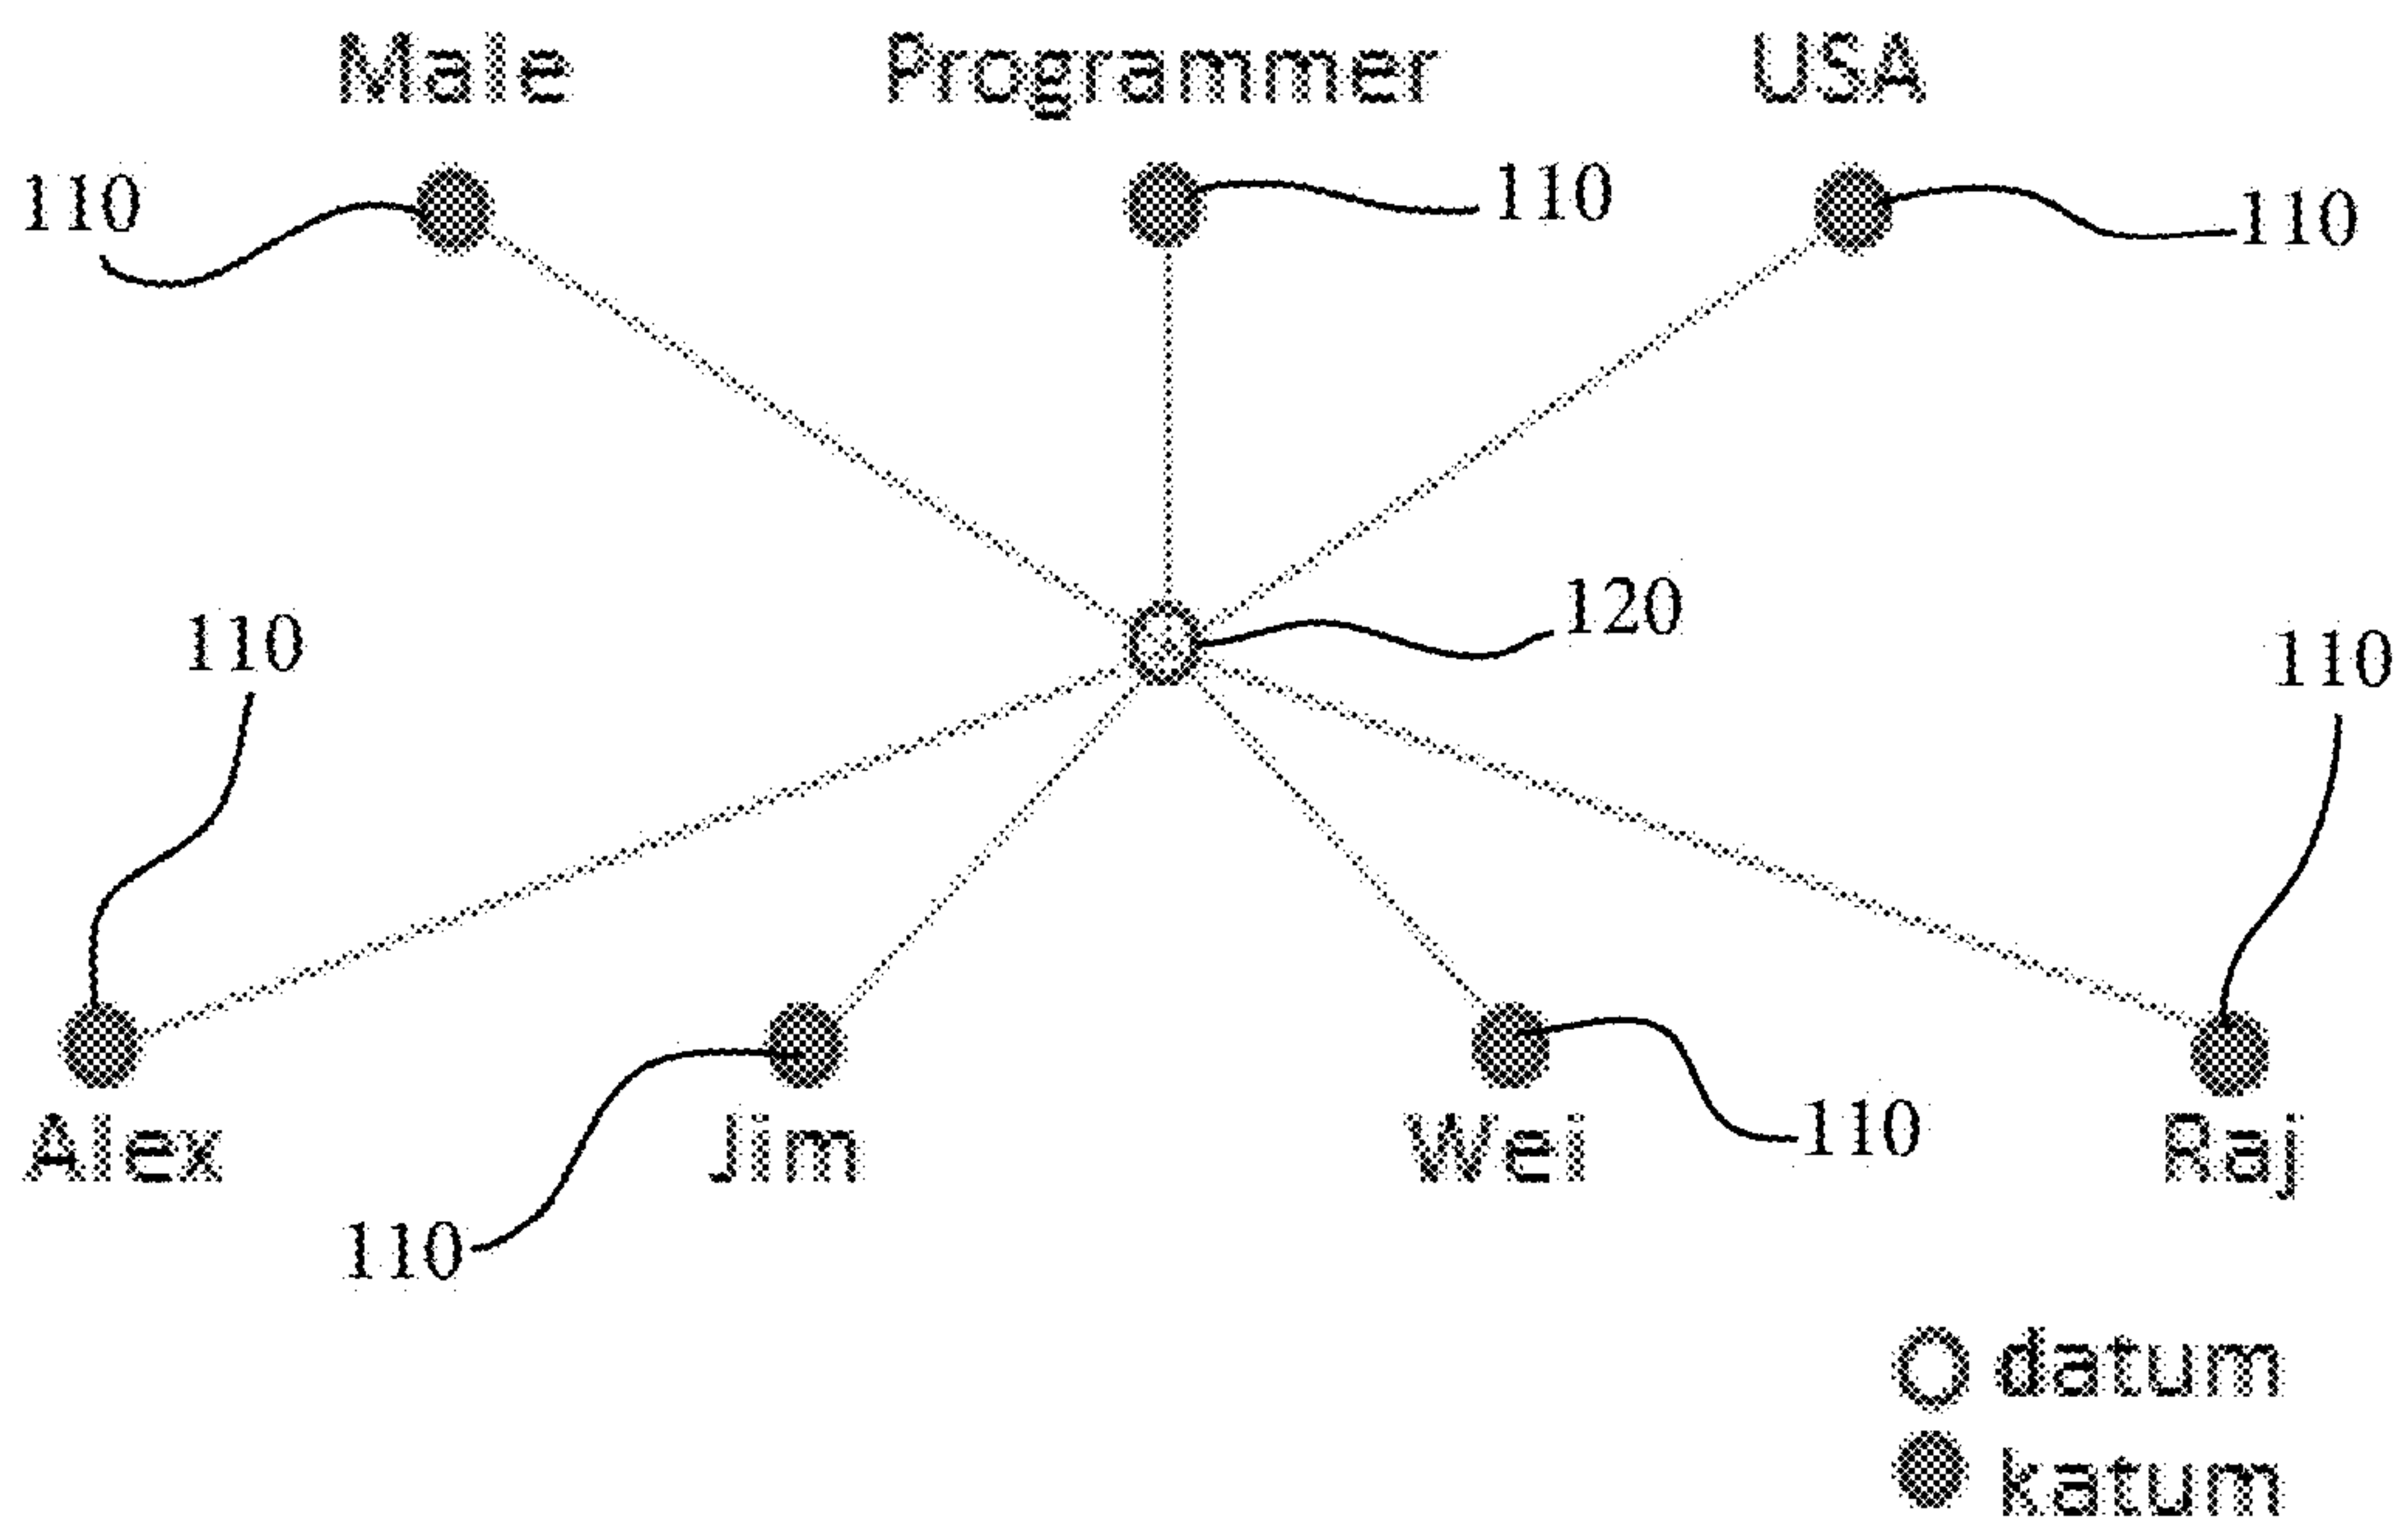 Male Programmer USA
110 110 110
120
110 110
Alex Jim Wei 110 Raj
110
datum
katum